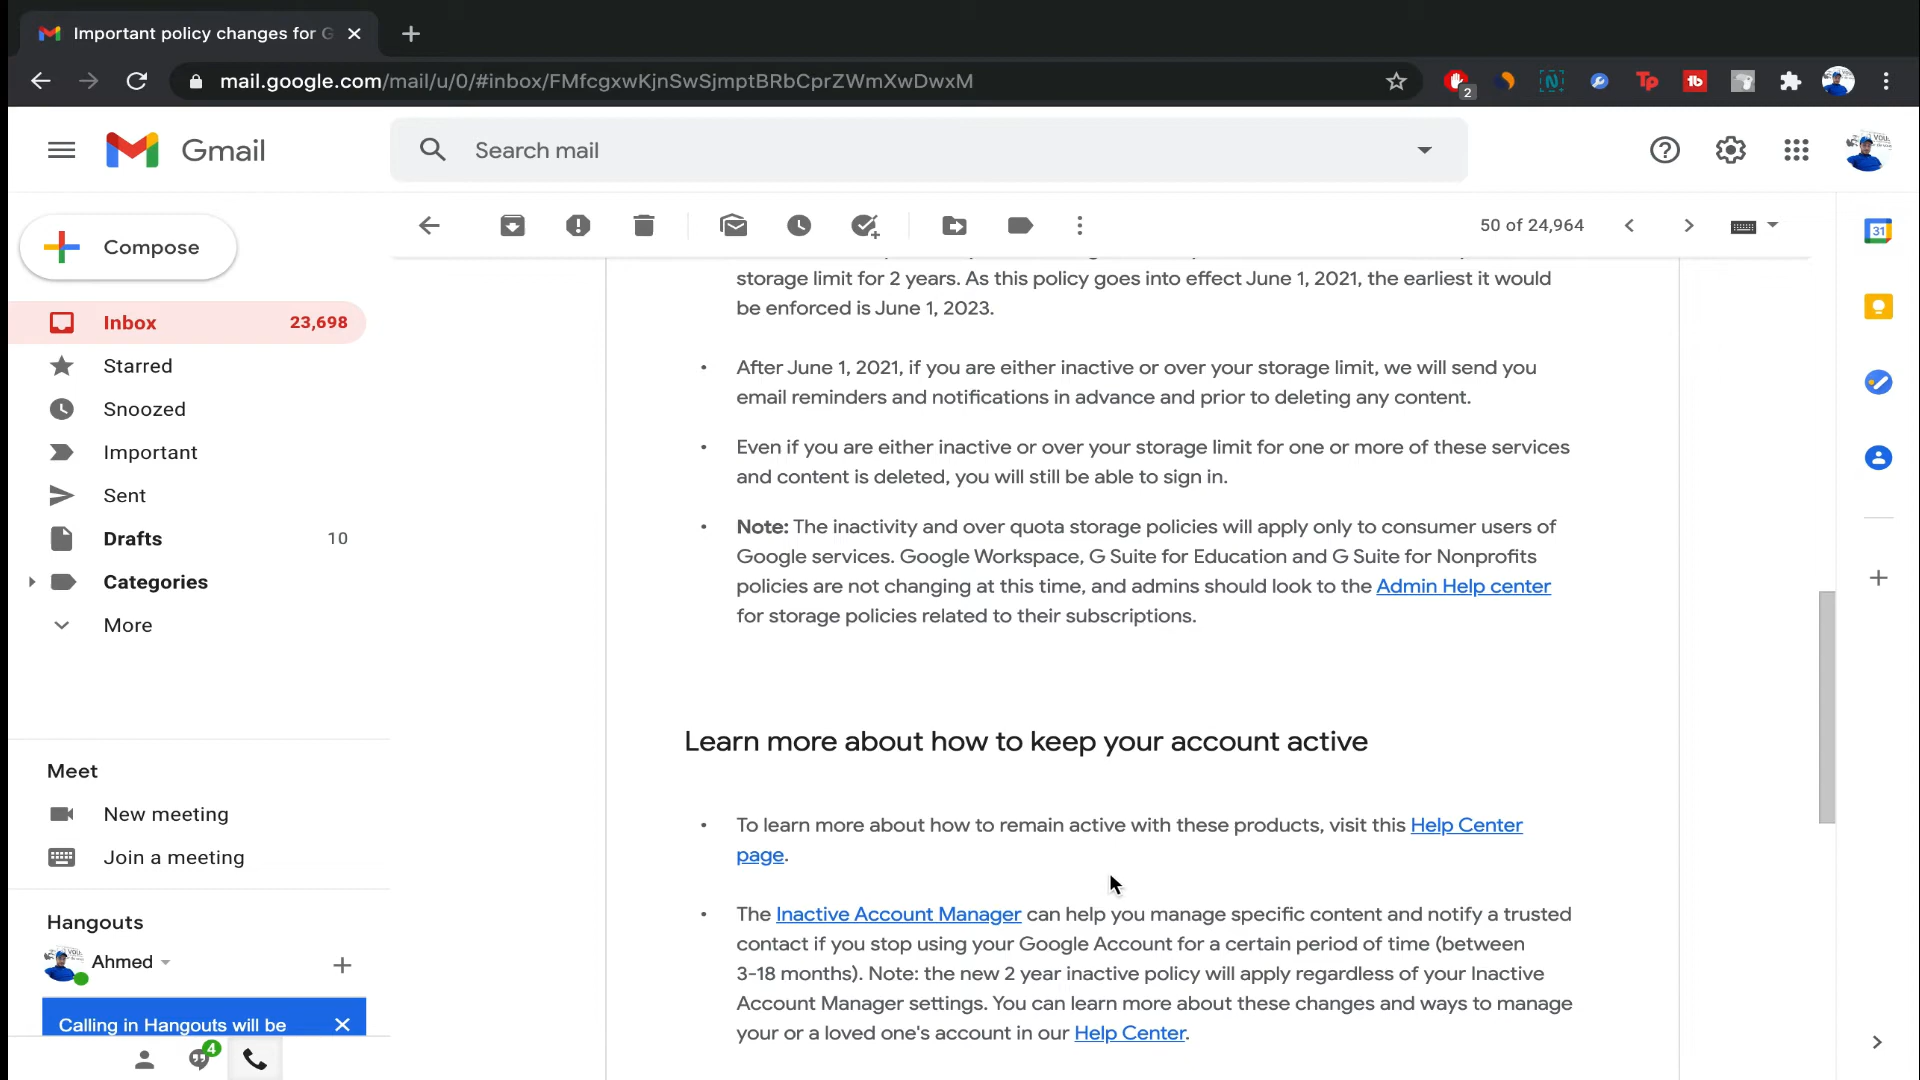 Important policy changes for G
mail.google.com/mail/u/0/#inbox/FMfcgxwKjnSwSjmptBRbCprZWmXwDwxM
2
Tp
Gmail
Search mail
Compose
50 of 24,964
31
Inbox 23,698
Starred
Snoozed
Important
Sent
Drafts 10
Categories
More
Meet
New meeting
Join a meeting
Hangouts
Ahmed
Calling in Hangouts will be
4
storage limit for 2 years. As this policy goes into effect June 1, 2021, the earliest it would
be enforced is June 1, 2023.
• After June 1, 2021, if you are either inactive or over your storage limit, we will send you
email reminders and notifications in advance and prior to deleting any content.
• Even if you are either inactive or over your storage limit for one or more of these services
and content is deleted, you will still be able to sign in.
• Note: The inactivity and over quota storage policies will apply only to consumer users of
Google services. Google Workspace, G Suite for Education and G Suite for Nonprofits
policies are not changing at this time, and admins should look to the Admin Help center
for storage policies related to their subscriptions.
Learn more about how to keep your account active
• To learn more about how to remain active with these products, visit this Help Center
page.
• The Inactive Account Manager can help you manage specific content and notify a trusted
contact if you stop using your Google Account for a certain period of time (between
3-18 months). Note: the new 2 year inactive policy will apply regardless of your Inactive
Account Manager settings. You can learn more about these changes and ways to manage
your or a loved one's account in our Help Center.